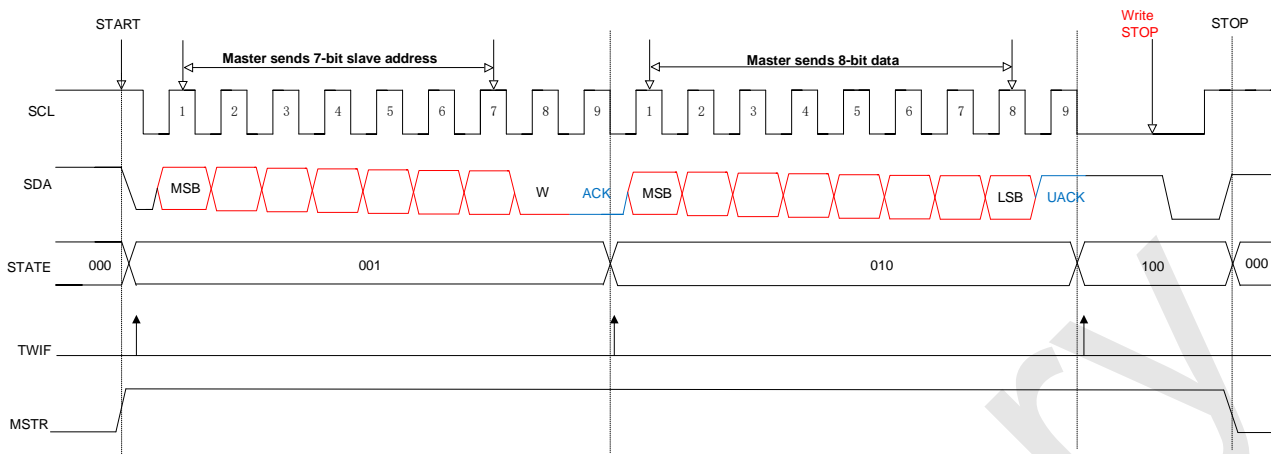 START
Write
STOP
STOP
Master sends 7-bit slave address
Master sends 8-bit data
SCL
1 2 3 4 5 6 7 8 9 1 2 3 4 5 6 7 8 9
SDA
MSB W ACK MSB LSB UACK
STATE
000 001 010 100 000
TWIF
MSTR
ry